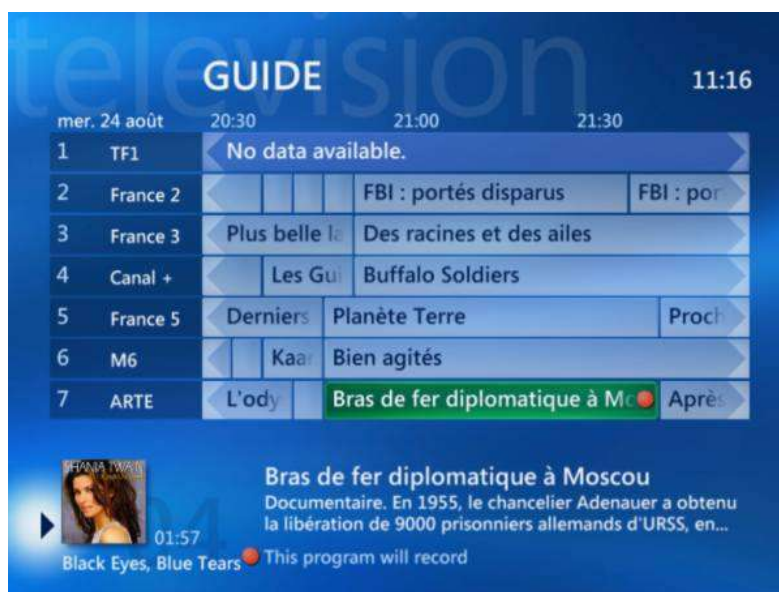 television
GUIDE
11:16
mer. 24 août 20:30 21:00 21:30
1 TF1 No data available.
2 France 2 FBI : portés disparus FBI : por
3 France 3 Plus belle la Des racines et des ailes
4 Canal + Les Gui Buffalo Soldiers
5 France 5 Derniers Planète Terre Proch
6 M6 Kaa Bien agités
7 ARTE L'ody Bras de fer diplomatique à Mo Après
SHANIA TWAIN
Bras de fer diplomatique à Moscou
Documentaire. En 1955, le chancelier Adenauer a obtenu
la libération de 9000 prisonniers allemands d'URSS, en...
01:57
Black Eyes, Blue Tears
This program will record